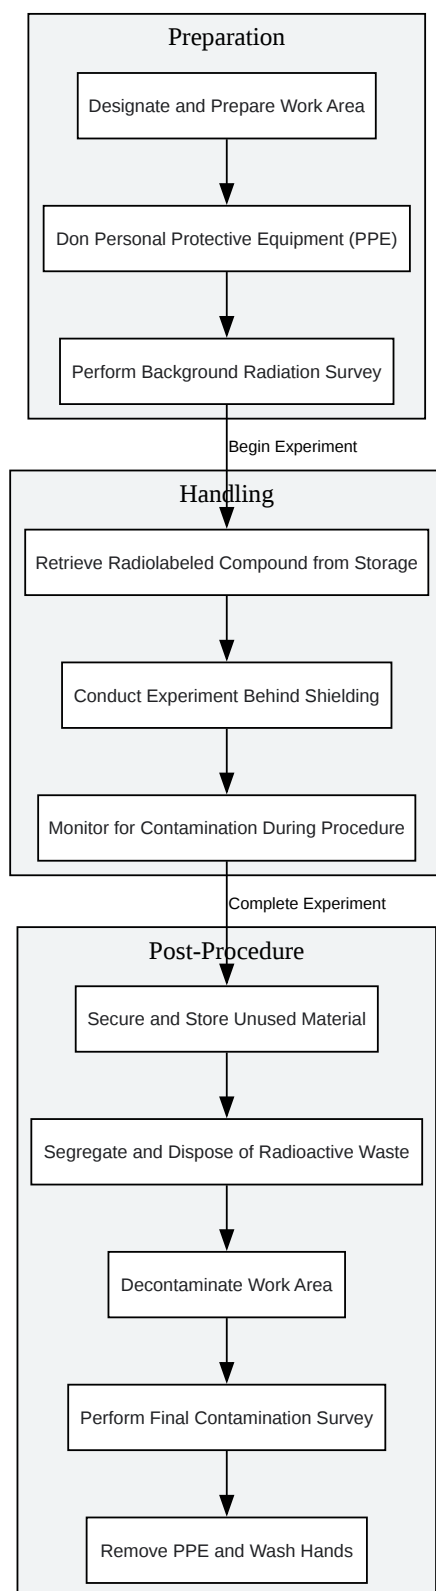 Preparation
Designate and Prepare Work Area
Don Personal Protective Equipment (PPE)
Perform Background Radiation Survey
Begin Experiment
Handling
Retrieve Radiolabeled Compound from Storage
Conduct Experiment Behind Shielding
Monitor for Contamination During Procedure
Complete Experiment
Post-Procedure
Secure and Store Unused Material
Segregate and Dispose of Radioactive Waste
Decontaminate Work Area
Perform Final Contamination Survey
Remove PPE and Wash Hands